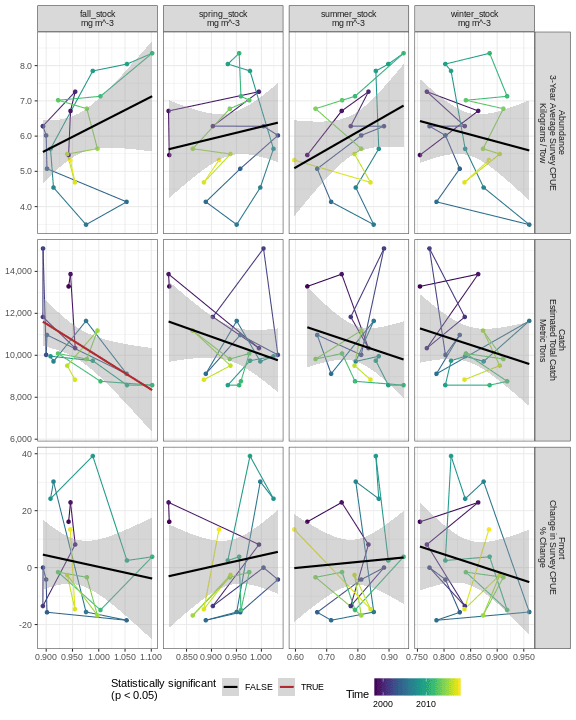 fall_stock
mg m^-3
spring_stock
mg m^-3
summer_stock
mg m^-3
winter_stock
mg m^-3
8.0
7.0
6.0
5.0
4.0
Abundance
3-Year Average Survey CPUE
Kilograms / Tow
14,000
12,000
10,000
8,000
6,000
Catch
Estimated Total Catch
Metric Tons
40
20
0
-20
Fmort
Change in Survey CPUE
% Change
0.900 0.950 1.000 1.050 1.100
0.850 0.900 0.950 1.000
0.60 0.70 0.80 0.90
0.750 0.800 0.850 0.900 0.950
Statistically significant
(p < 0.05)
FALSE
TRUE
Time
2000 2010